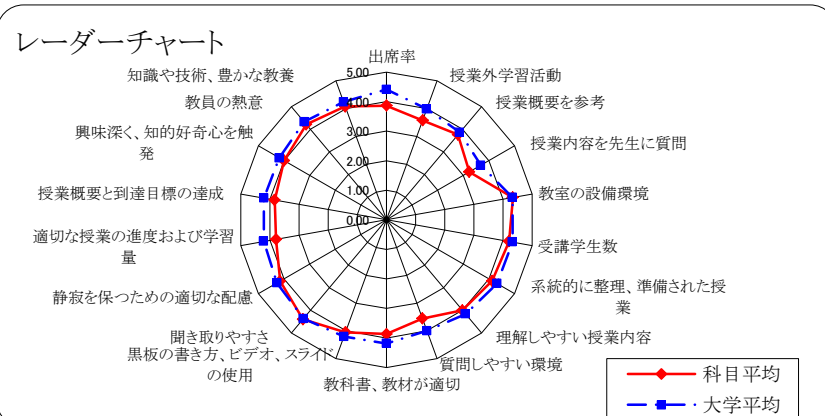 レーダーチャート
出席率
授業外学習活動
授業概要を参考
授業内容を先生に質問
教室の設備環境
受講学生数
系統的に整理、準備された授
業
理解しやすい授業内容
質問しやすい環境
教科書、教材が適切
黒板の書き方、ビデオ、スライド
の使用
聞き取りやすさ
静寂を保つための適切な配慮
適切な授業の進度および学習
量
授業概要と到達目標の達成
興味深く、知的好奇心を触
発
教員の熱意
知識や技術、豊かな教養
5.00
4.00
3.00
2.00
1.00
0.00
科目平均
大学平均